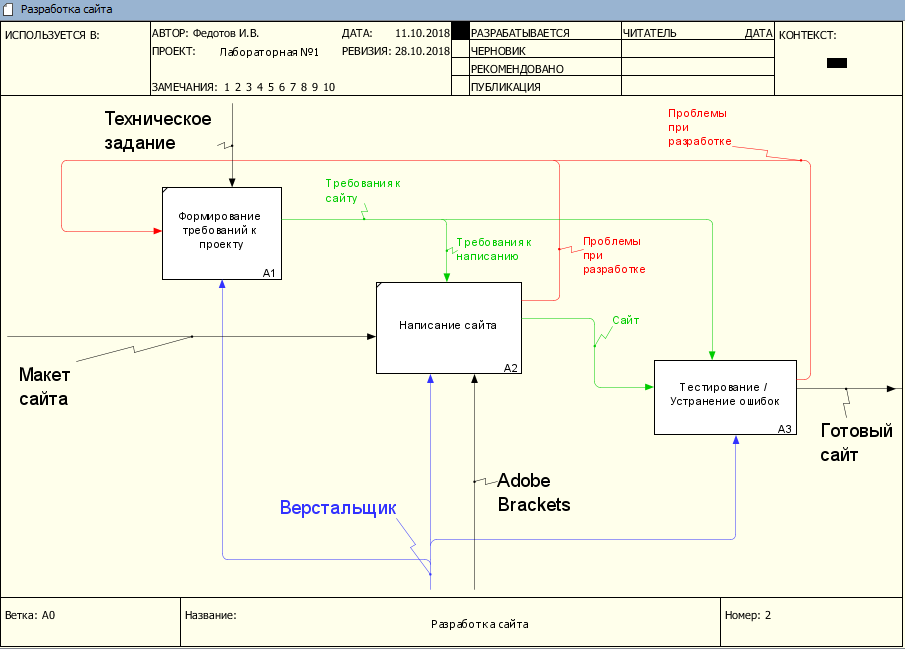 Разработка сайта
ИСПОЛЬЗУЕТСЯ В:
АВТОР: Федотов И.В.
ДАТА: 11.10.2018
ПРОЕКТ: Лабораторная №1
РЕВИЗИЯ: 28.10.2018
ЗАМЕЧАНИЯ: 1 2 3 4 5 6 7 8 9 10
РАЗРАБАТЫВАЕТСЯ
ЧЕРНОВИК
РЕКОМЕНДОВАНО
ПУБЛИКАЦИЯ
ЧИТАТЕЛЬ
ДАТА
КОНТЕКСТ:
Техническое
задание
Проблемы
при
разработке
Требования к
сайту
Формирование
требований к
проекту
A1
Требования к
написанию
Проблемы
при
разработке
Написание сайта
A2
Сайт
Макет
сайта
Тестирование /
Устранение ошибок
A3
Готовый
сайт
Adobe
Brackets
Верстальщик
Ветка: A0
Название:
Разработка сайта
Номер: 2